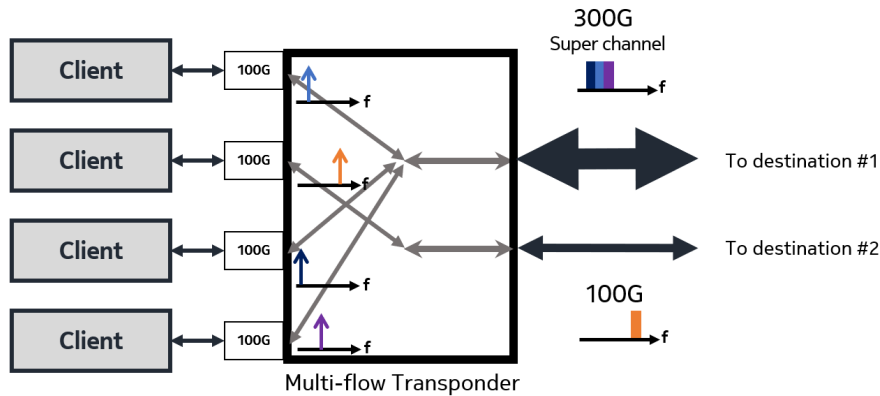 300G
Super channel
f
Client
100G
f
To destination #1
Client
100G
f
Client
100G
f
To destination #2
100G
f
Client
100G
f
Multi-flow Transponder